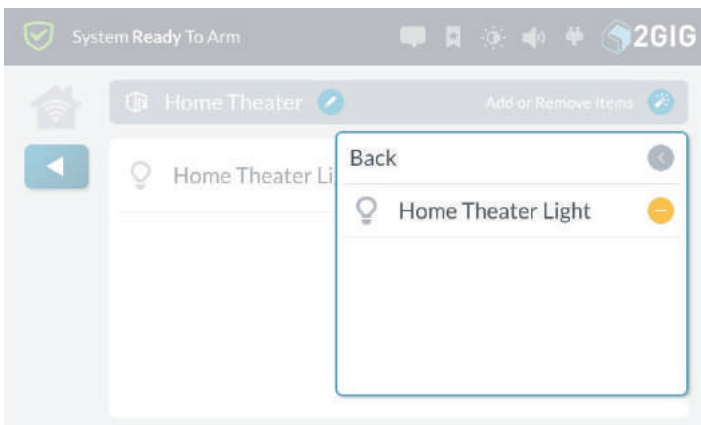 System Ready To Arm
2GIG
Home Theater
Add or Remove Items
Home Theater Li
Back
Home Theater Light